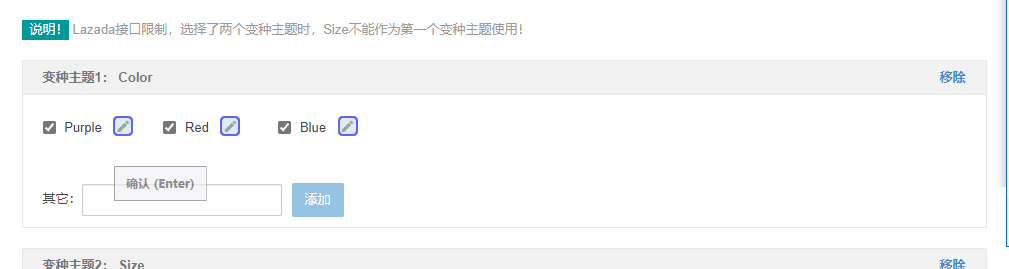 说明！ Lazada接口限制，选择了两个变种主题时，Size不能作为第一个变种主题使用！
变种主题1： Color 移除
Purple Red Blue
确认 (Enter)
其它： 添加
变种主题2： Size 移除